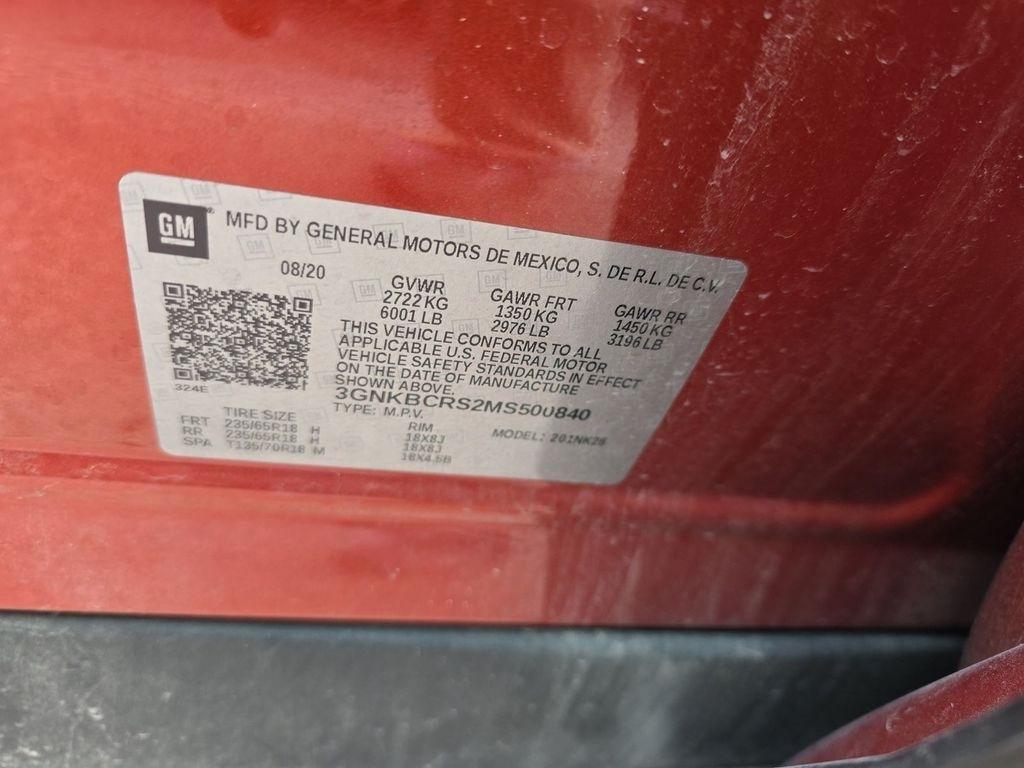 GM
MFD BY GENERAL MOTORS DE MEXICO, S. DE R.L. DE C.V.
08/20
GVWR
2722 KG
6001 LB
GAWR FRT
1350 KG
2976 LB
GAWR RR
1450 KG
3196 LB
THIS VEHICLE CONFORMS TO ALL
APPLICABLE U.S. FEDERAL MOTOR
VEHICLE SAFETY STANDARDS IN EFFECT
ON THE DATE OF MANUFACTURE
SHOWN ABOVE.
3GNKBCRS2MS500840
324E
TYPE: M.P.V.
MODEL: 201NK26
TIRE SIZE RIM
FRT 235/65R18 H 18X8J
RR 235/65R18 H 18X8J
SPA T135/70R18 M 18X4.5B